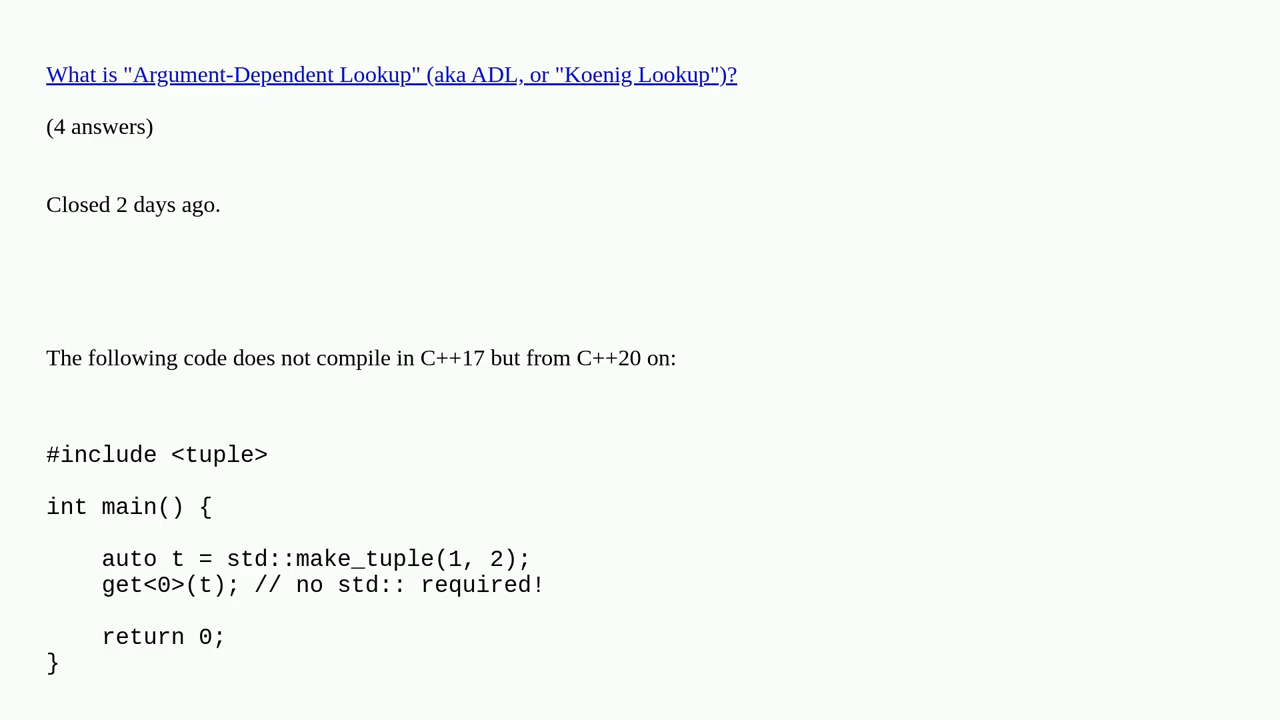 What is "Argument-Dependent Lookup" (aka ADL, or "Koenig Lookup")?
(4 answers)
Closed 2 days ago.
The following code does not compile in C++17 but from C++20 on:
#include <tuple>
int main() {
    auto t = std::make_tuple(1, 2);
    get<0>(t); // no std:: required!
    return 0;
}